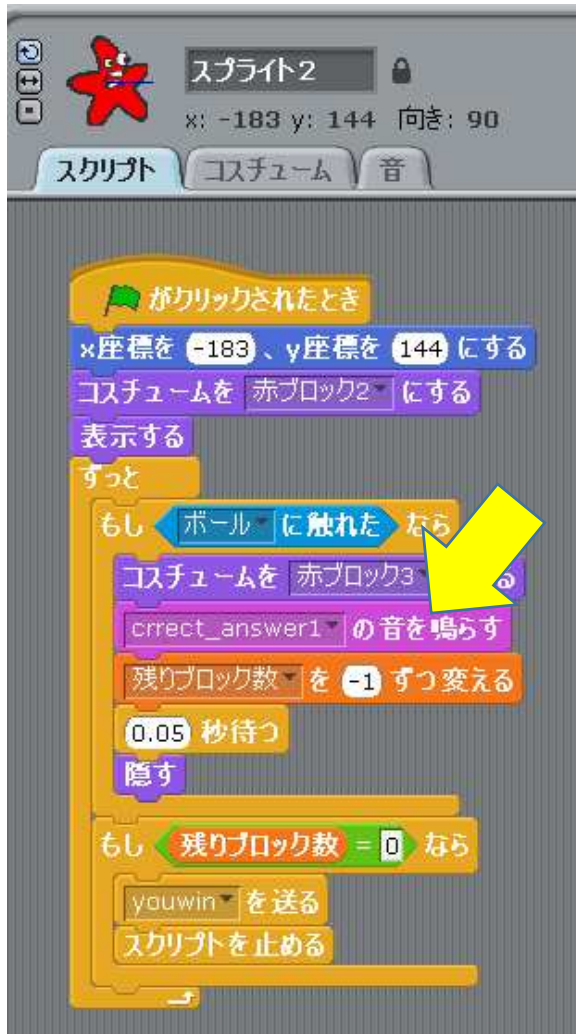 スプライト2
x: -183 y: 144 向き: 90
スクリプト コスチューム 音
がクリックされたとき
x座標を -183 、y座標を 144 にする
コスチュームを 赤ブロック2 にする
表示する
ずっと
もし ボール に触れた なら
コスチュームを 赤ブロック3 る
crrect_answer1 の音を鳴らす
残りブロック数 を -1 ずつ変える
0.05 秒待つ
隠す
もし 残りブロック数 = 0 なら
youwin を送る
スクリプトを止める